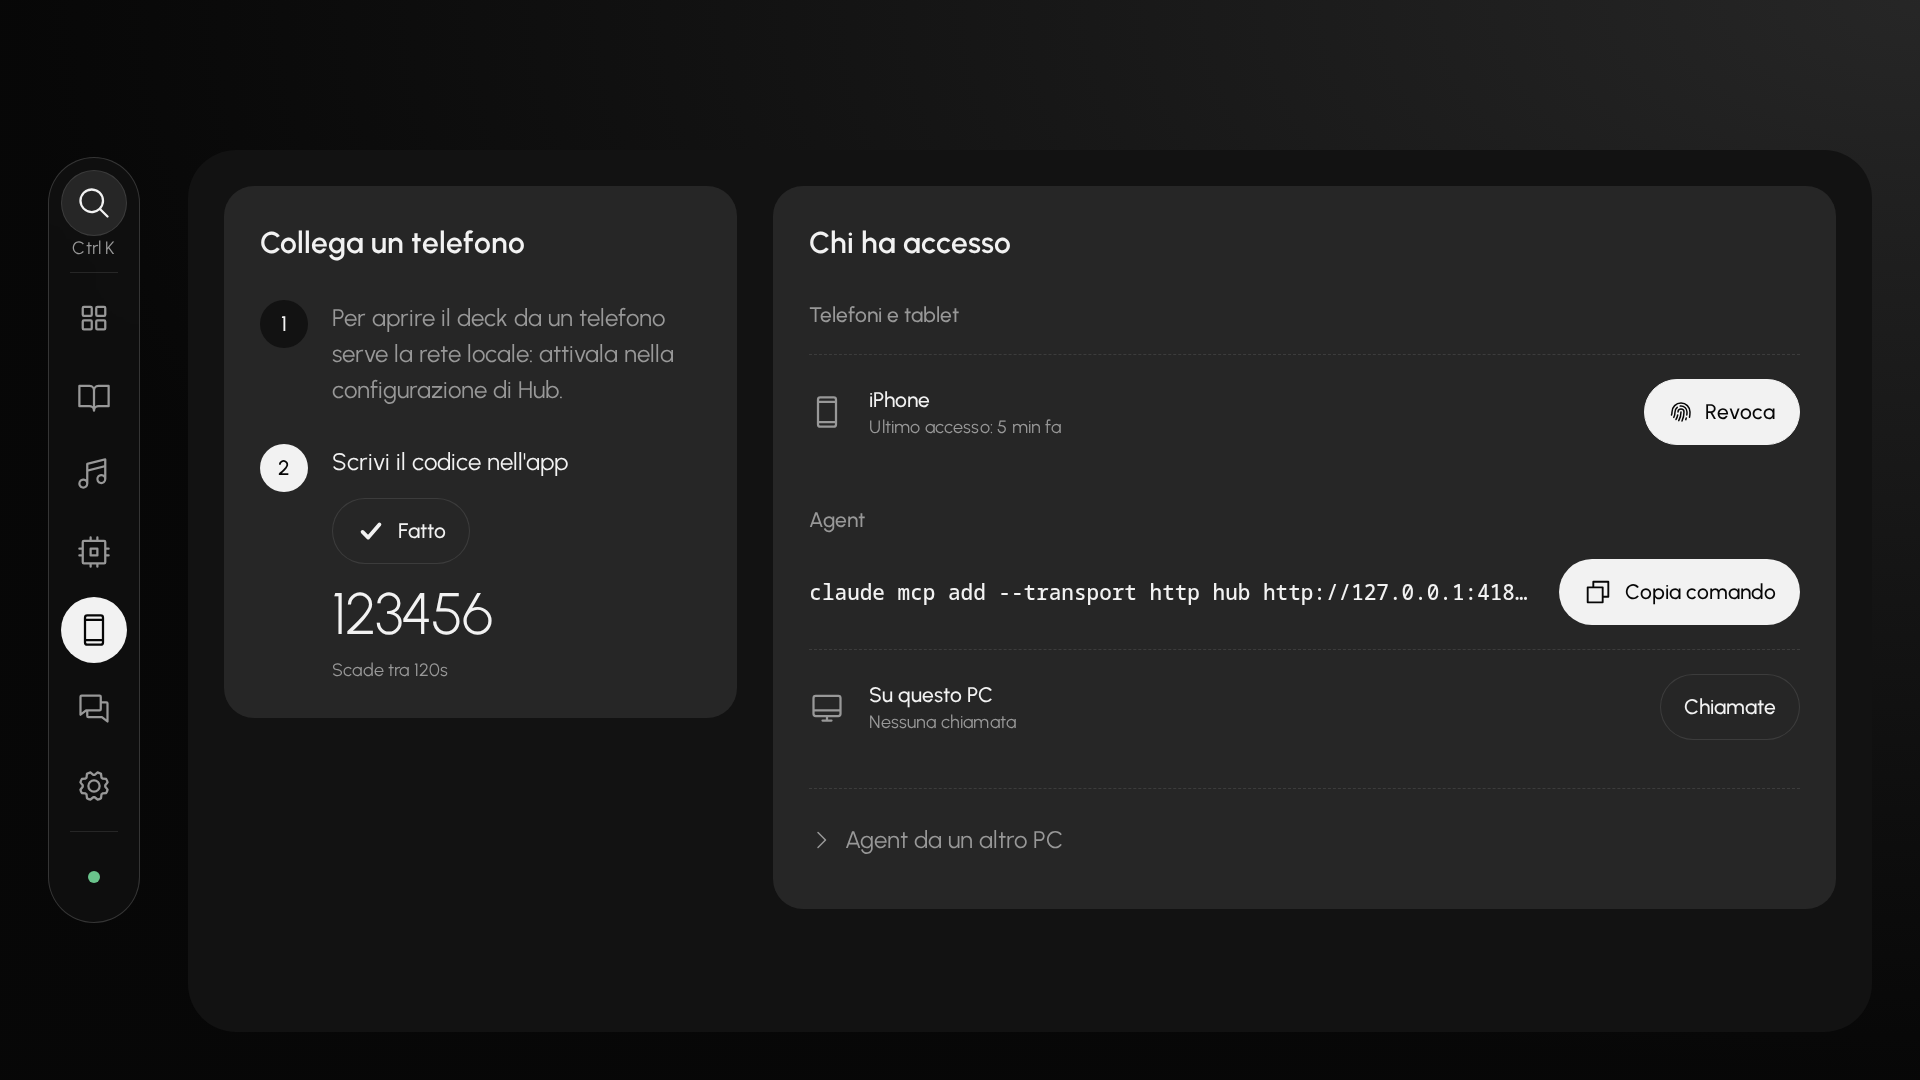 Ctrl K
Collega un telefono
1
Per aprire il deck da un telefono
serve la rete locale: attivala nella
configurazione di Hub.
2
Scrivi il codice nell'app
Fatto
123456
Scade tra 120s
Chi ha accesso
Telefoni e tablet
iPhone
Ultimo accesso: 5 min fa
Revoca
Agent
claude mcp add --transport http hub http://127.0.0.1:418…
Copia comando
Su questo PC
Nessuna chiamata
Chiamate
Agent da un altro PC